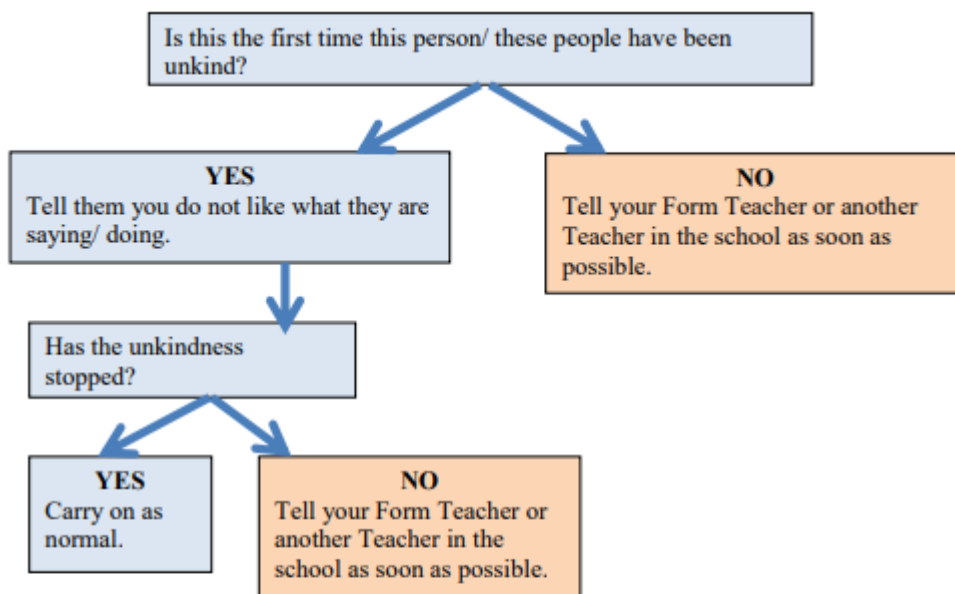 Is this the first time this person/ these people have been
unkind?
YES
Tell them you do not like what they are
saying/ doing.
NO
Tell your Form Teacher or another
Teacher in the school as soon as
possible.
Has the unkindness
stopped?
YES
Carry on as
normal.
NO
Tell your Form Teacher or
another Teacher in the
school as soon as possible.